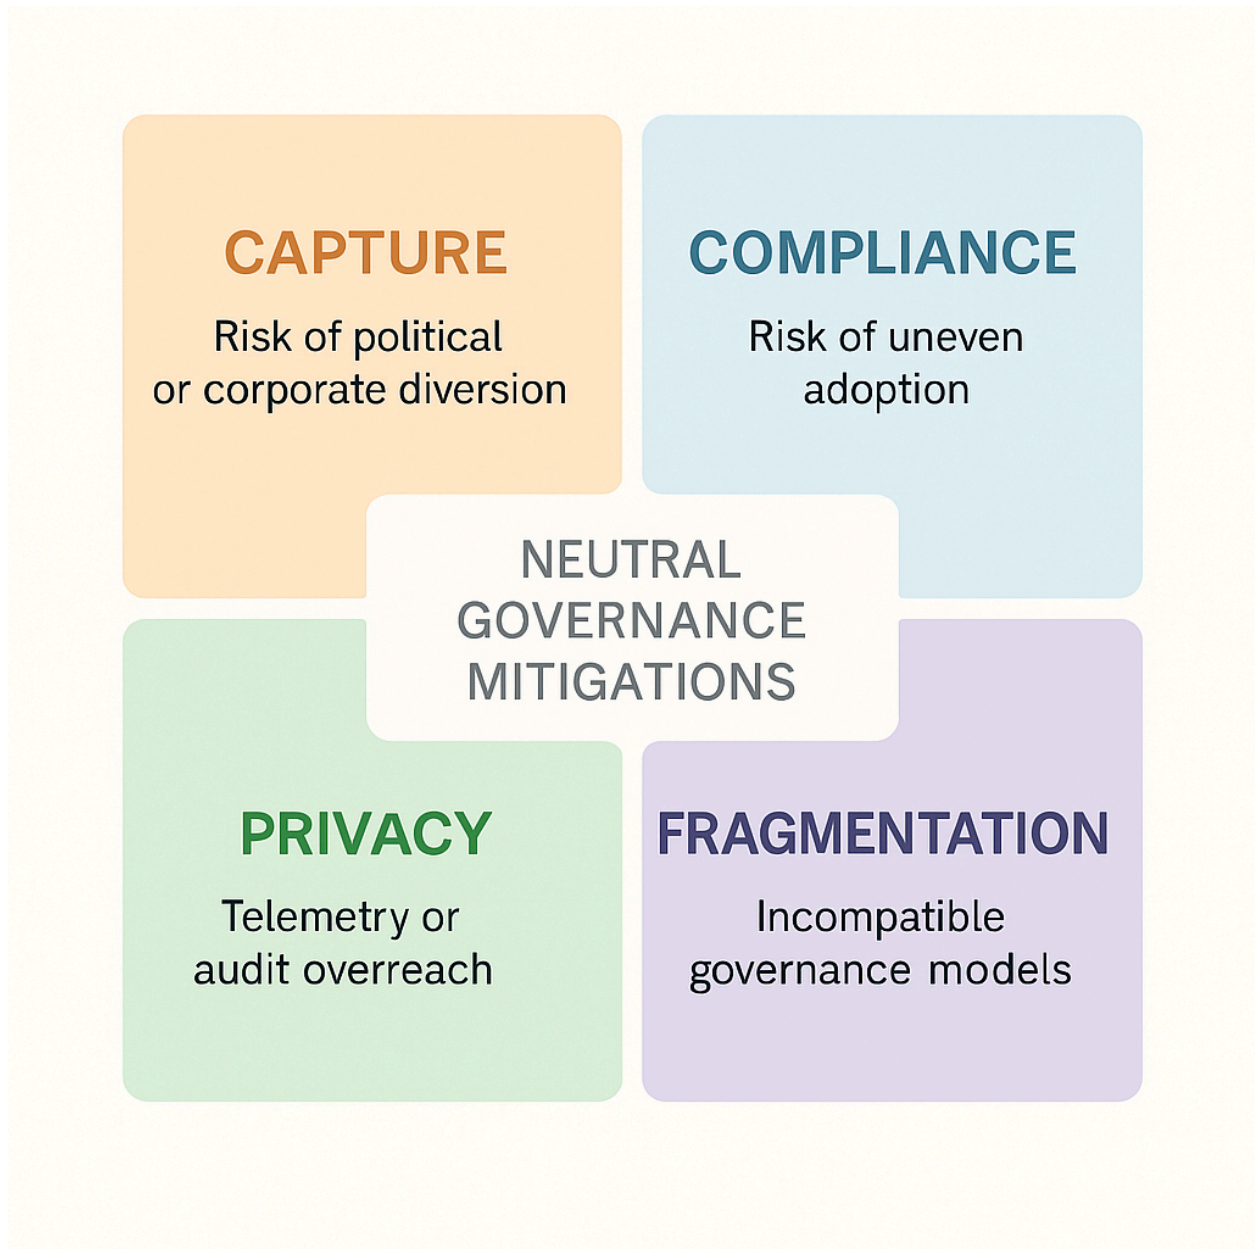 CAPTURE
Risk of political
or corporate diversion
COMPLIANCE
Risk of uneven
adoption
NEUTRAL
GOVERNANCE
MITIGATIONS
PRIVACY
Telemetry or
audit overreach
FRAGMENTATION
Incompatible
governance models